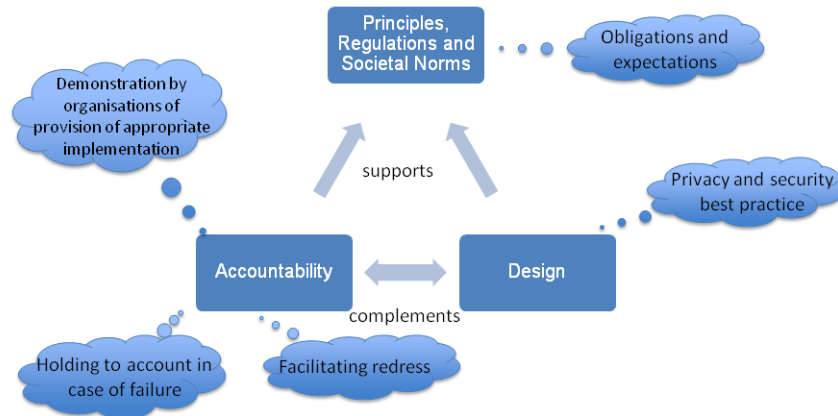 Principles,
Regulations and
Societal Norms
Obligations and
expectations
Demonstration by
organisations of
provision of appropriate
implementation
supports
Privacy and security
best practice
Accountability
Design
complements
Holding to account in
case of failure
Facilitating redress